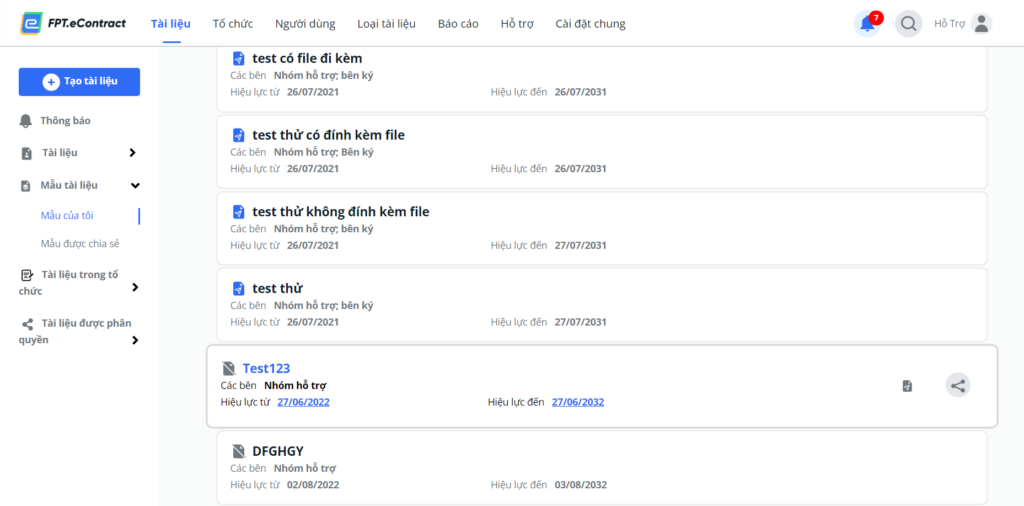 FPT.eContract
Tài liệu
Tổ chức
Người dùng
Loại tài liệu
Báo cáo
Hỗ trợ
Cài đặt chung
7
Hỗ Trợ
Tạo tài liệu
Thông báo
Tài liệu
Mẫu tài liệu
Mẫu của tôi
Mẫu được chia sẻ
Tài liệu trong tổ
chức
Tài liệu được phân
quyền
test có file đi kèm
Các bên Nhóm hỗ trợ; bên ký
Hiệu lực từ 26/07/2021 Hiệu lực đến 26/07/2031
test thử có đính kèm file
Các bên Nhóm hỗ trợ; Bên ký
Hiệu lực từ 26/07/2021 Hiệu lực đến 26/07/2031
test thử không đính kèm file
Các bên Nhóm hỗ trợ; bên ký
Hiệu lực từ 26/07/2021 Hiệu lực đến 27/07/2031
test thử
Các bên Nhóm hỗ trợ; bên ký
Hiệu lực từ 26/07/2021 Hiệu lực đến 27/07/2031
Test123
Các bên Nhóm hỗ trợ
Hiệu lực từ 27/06/2022 Hiệu lực đến 27/06/2032
DFGHGY
Các bên Nhóm hỗ trợ
Hiệu lực từ 02/08/2022 Hiệu lực đến 03/08/2032